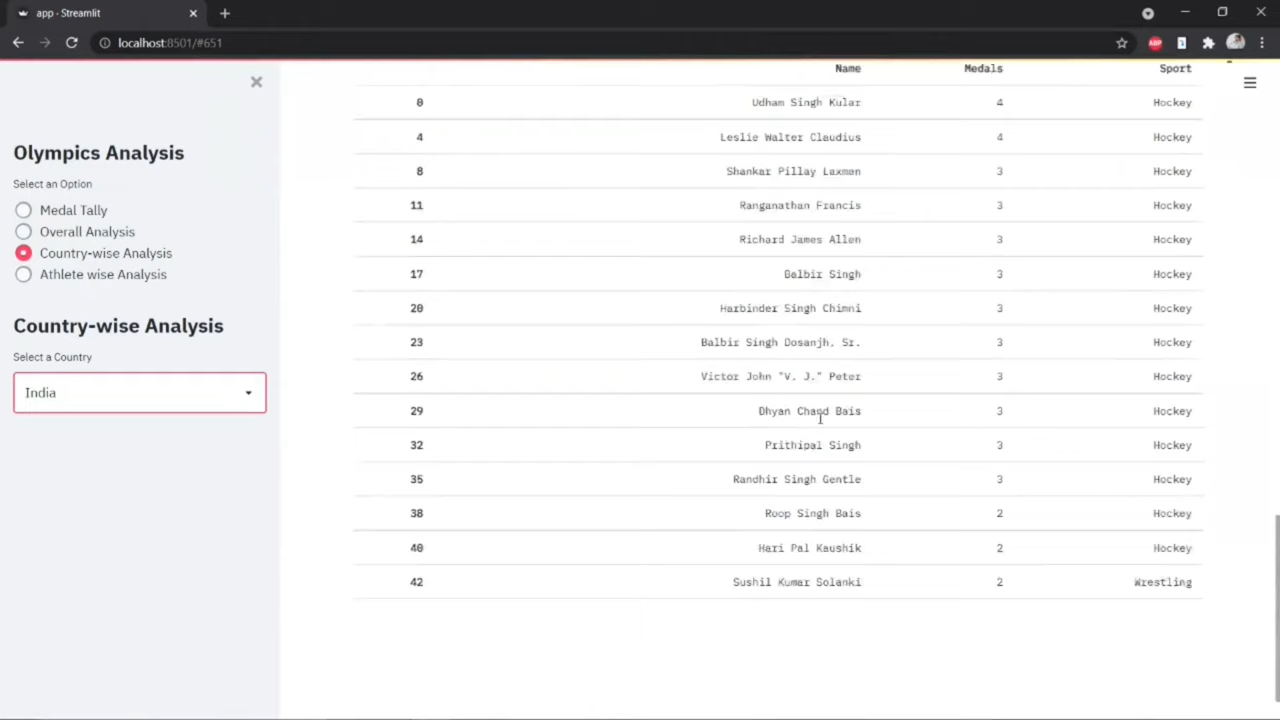 app · Streamlit
localhost:8501/#651
ABP
Olympics Analysis
Select an Option
Medal Tally
Overall Analysis
Country-wise Analysis
Athlete wise Analysis
Country-wise Analysis
Select a Country
India
Name Medals Sport
0 Udham Singh Kular 4 Hockey
4 Leslie Walter Claudius 4 Hockey
8 Shankar Pillay Laxman 3 Hockey
11 Ranganathan Francis 3 Hockey
14 Richard James Allen 3 Hockey
17 Balbir Singh 3 Hockey
20 Harbinder Singh Chimni 3 Hockey
23 Balbir Singh Dosanjh, Sr. 3 Hockey
26 Victor John "V. J." Peter 3 Hockey
29 Dhyan Chand Bais 3 Hockey
32 Prithipal Singh 3 Hockey
35 Randhir Singh Gentle 3 Hockey
38 Roop Singh Bais 2 Hockey
40 Hari Pal Kaushik 2 Hockey
42 Sushil Kumar Solanki 2 Wrestling